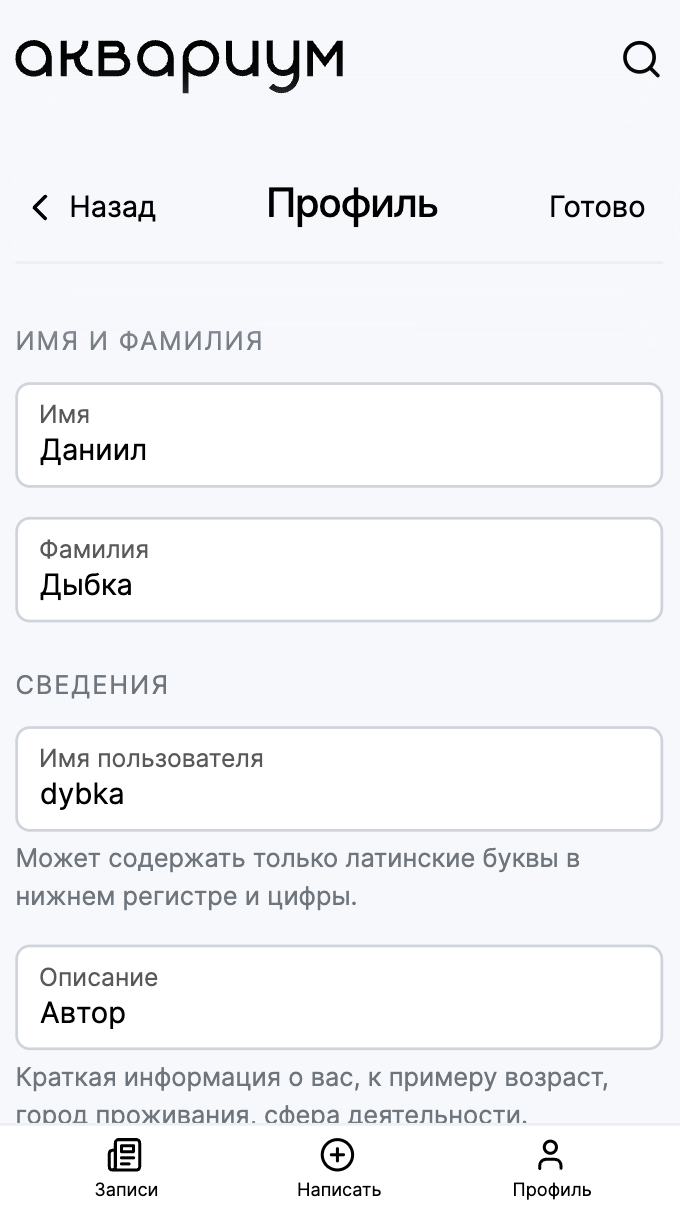 аквариум
Назад
Профиль
Готово
ИМЯ И ФАМИЛИЯ
Имя
Даниил
Фамилия
Дыбка
СВЕДЕНИЯ
Имя пользователя
dybka
Может содержать только латинские буквы в
нижнем регистре и цифры.
Описание
Автор
Краткая информация о вас, к примеру возраст,
город проживания, сфера деятельности.
Записи
Написать
Профиль